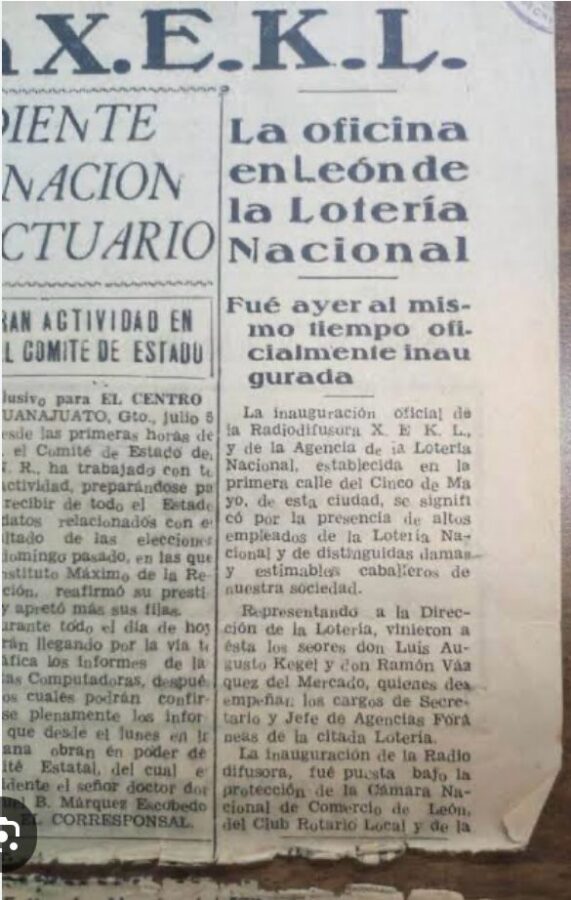 X.E.K.L.
DIENTE
NACION
CTUARIO
RAN ACTIVIDAD EN
L COMITE DE ESTADO
lusivo para EL CENTRO
UANAJUATO, Gto., julio 5
esde las primeras horas de
el Comité de Estado de
N. R., ha trabajado con t
actividad, preparándose pa
recibir de todo el Estado
datos relacionados con e
ltado de las eleccione
domingo pasado, en las que
nstituto Máximo de la Re
ción, reafirmó su presti
y apretó más sus filas.
urante todo el día de hoy
rán llegando por la vía t
áfica los informes de la
as Computadoras, despué
os cuales podrán confir-
se plenamente los infor
que desde el lunes en
ana obran en poder de
ité Estatal, del cual e
idente el señor doctor do
uel B. Márquez Escobedo
EL CORRESPONSAL.
La oficina
en León de
la Lotería
Nacional
Fué ayer al mis-
mo tiempo ofi-
cialmente inau
gurada
La inauguración oficial de
la Radiodifusora X. E K. L.,
y de la Agencia de la Lotería
Nacional, establecida en la
primera calle del Cinco de Ma
yo, de esta ciudad, se signifi
có por la presencia de altos
empleados de la Lotería Na-
cional y de distinguidas damas
y estimables caballeros de
nuestra sociedad.
Representando a la Direc-
ción de la Lotería, vinieron a
ésta los seores don Luis Au-
gusto Kegel y don Ramón Váz
quez del Mercado, quienes des
empeñan los cargos de Secre-
tario y Jefe de Agencias Forá
neas de la citada Lotería.
La inauguración de la Radio
difusora, fué puesta bajo la
protección de la Cámara Na-
cional de Comercio de León,
del Club Rotario Local y de la